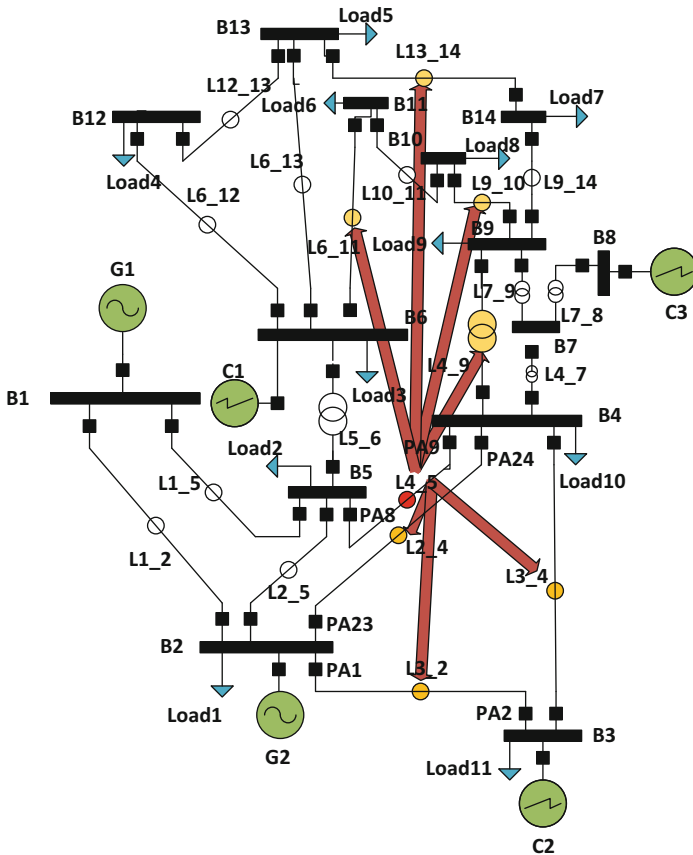 Load5
B13
L13_14
L12_13
Load6
B11
Load7
B14
B12
B10
Load8
Load4
L6_13
L10_11
L9_10
L9_14
L6_12
B9
Load9
L6_11
B8
G1
L7_9
C3
L7_8
B6
B7
C1
L4_9
L4_7
Load3
B1
B4
L5_6
PA9
Load2
PA24
B5
L4_5
Load10
L1_5
PA8
L2_4
L1_2
L3_4
L2_5
PA23
B2
PA1
L3_2
Load1
PA2
B3
G2
Load11
C2